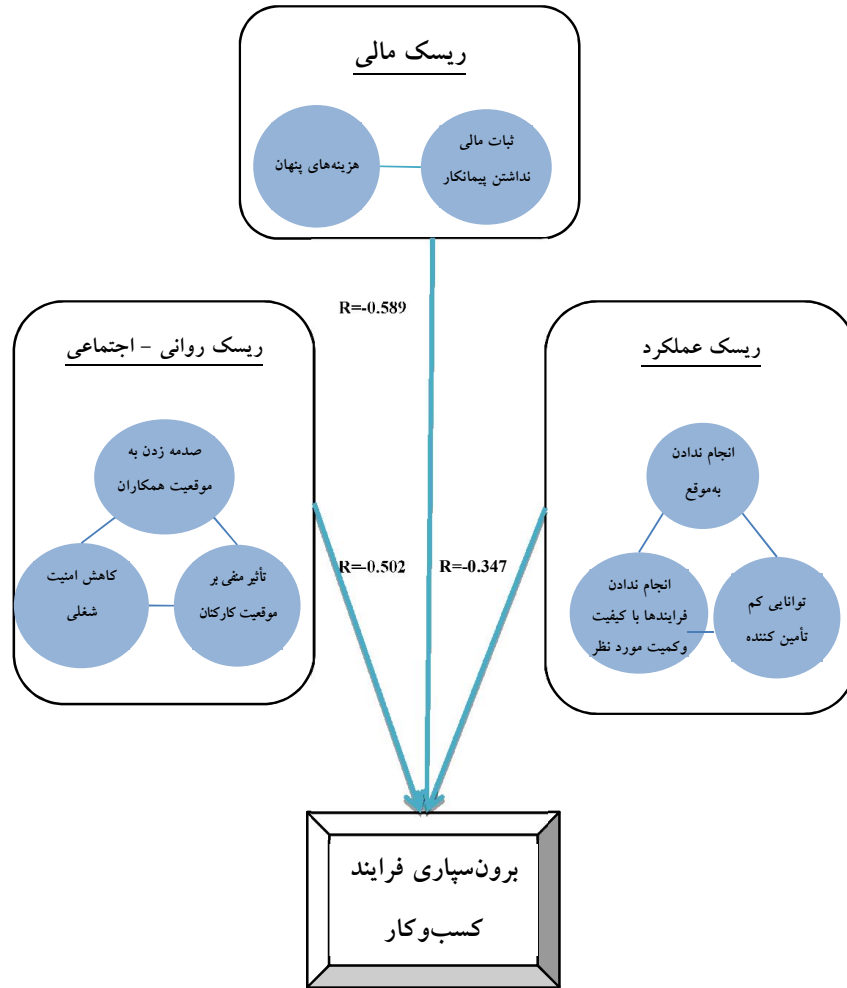 ریسک مالی
ثبات مالی
نداشتن پیمانکار
هزینه‌های پنهان
R=-0.589
ریسک عملکرد
انجام ندادن
به‌موقع
توانایی کم
تأمین کننده
انجام ندادن
فرایندها با کیفیت
وکمیت مورد نظر
R=-0.347
ریسک روانی – اجتماعی
صدمه زدن به
موقعیت همکاران
تأثیر منفی بر
موقعیت کارکتان
کاهش امنیت
شغلی
R=-0.502
برون‌سپاری فرایند
کسب‌وکار